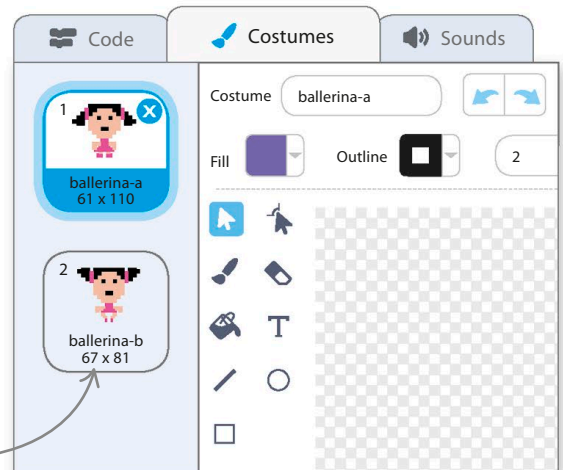 Code
Costumes
Sounds
1
ballerina-a
61 x 110
2
ballerina-b
67 x 81
Costume ballerina-a
Fill Outline 2
T